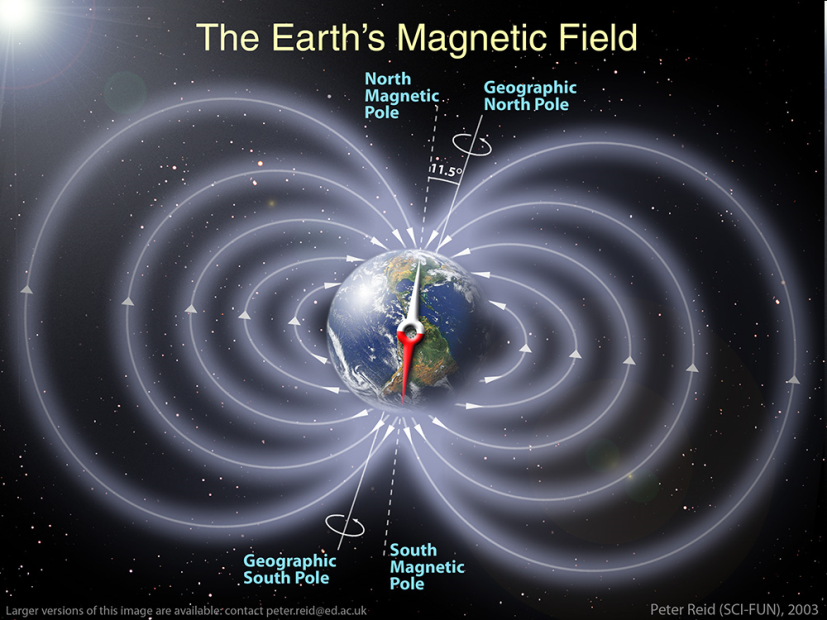 The Earth's Magnetic Field
North
Magnetic
Pole
Geographic
North Pole
11.5°
Geographic
South Pole
South
Magnetic
Pole
Larger versions of this image are available: contact peter.reid@ed.ac.uk
Peter Reid (SCI-FUN), 2003